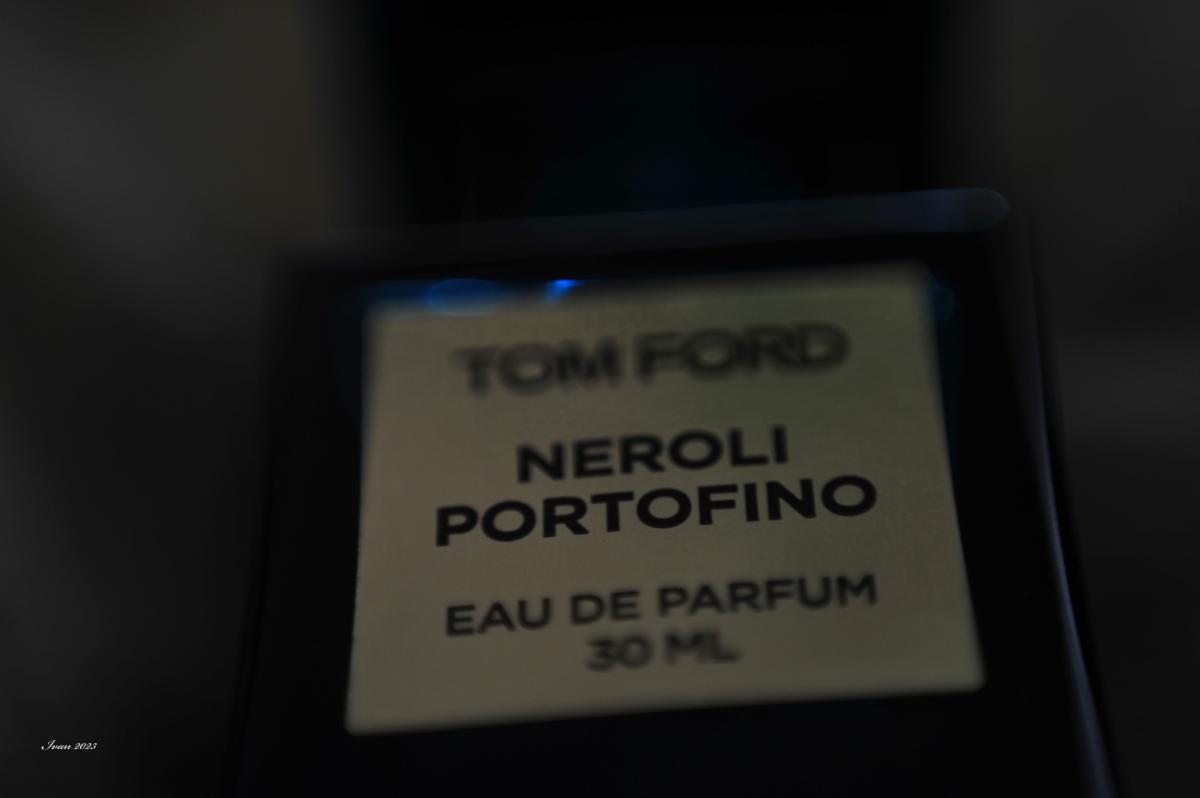 TOM FORD
NEROLI
PORTOFINO
EAU DE PARFUM
30 ML
Ivan 2023